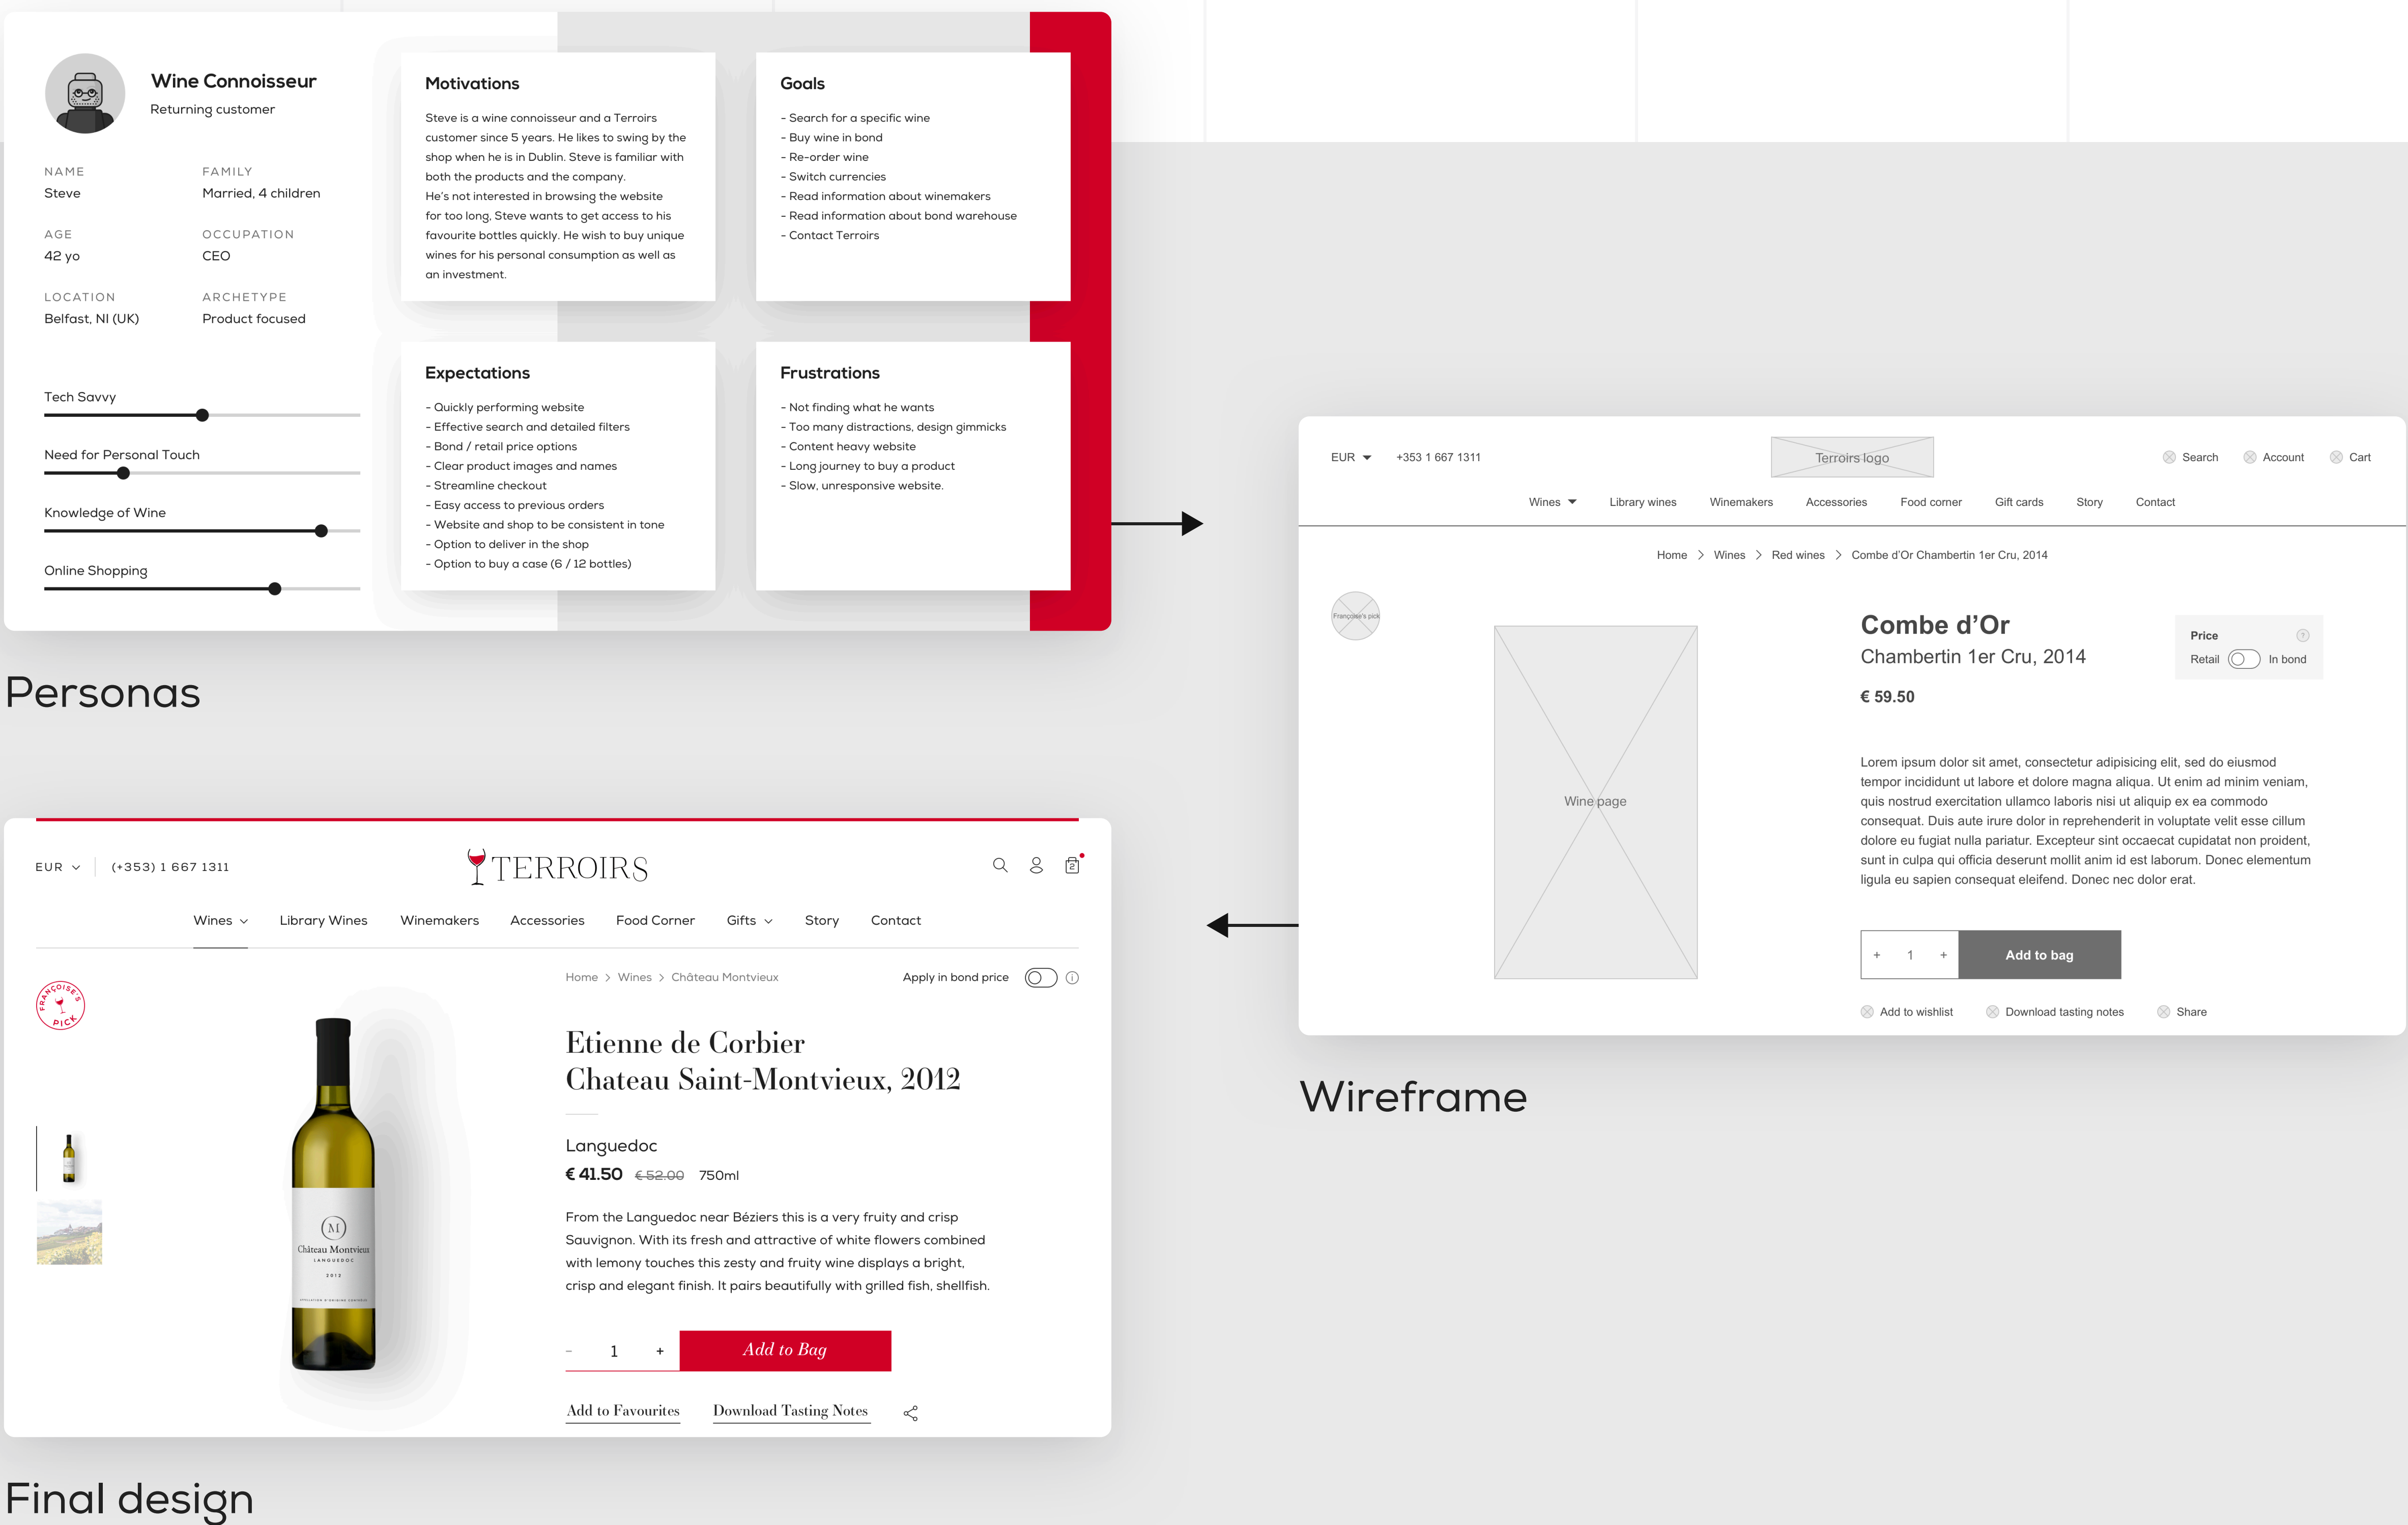 Wine Connoisseur
Returning customer
NAME
Steve
FAMILY
Married, 4 children
AGE
42 yo
OCCUPATION
CEO
LOCATION
Belfast, NI (UK)
ARCHETYPE
Product focused
Tech Savvy
Need for Personal Touch
Knowledge of Wine
Online Shopping
Motivations
Steve is a wine connoisseur and a Terroirs
customer since 5 years. He likes to swing by the
shop when he is in Dublin. Steve is familiar with
both the products and the company.
He's not interested in browsing the website
for too long, Steve wants to get access to his
favourite bottles quickly. He wish to buy unique
wines for his personal consumption as well as
an investment.
Goals
- Search for a specific wine
- Buy wine in bond
- Re-order wine
- Switch currencies
- Read information about winemakers
- Read information about bond warehouse
- Contact Terroirs
Expectations
- Quickly performing website
- Effective search and detailed filters
- Bond / retail price options
- Clear product images and names
- Streamline checkout
- Easy access to previous orders
- Website and shop to be consistent in tone
- Option to deliver in the shop
- Option to buy a case (6 / 12 bottles)
Frustrations
- Not finding what he wants
- Too many distractions, design gimmicks
- Content heavy website
- Long journey to buy a product
- Slow, unresponsive website.
Personas
EUR +353 1 667 1311
Terroirs logo
Search Account Cart
Wines Library wines Winemakers Accessories Food corner Gift cards Story Contact
Home > Wines > Red wines > Combe d'Or Chambertin 1er Cru, 2014
Françoise's pick
Wine page
Combe d'Or
Chambertin 1er Cru, 2014
€ 59.50
Price ?
Retail In bond
Lorem ipsum dolor sit amet, consectetur adipisicing elit, sed do eiusmod
tempor incididunt ut labore et dolore magna aliqua. Ut enim ad minim veniam,
quis nostrud exercitation ullamco laboris nisi ut aliquip ex ea commodo
consequat. Duis aute irure dolor in reprehenderit in voluptate velit esse cillum
dolore eu fugiat nulla pariatur. Excepteur sint occaecat cupidatat non proident,
sunt in culpa qui officia deserunt mollit anim id est laborum. Donec elementum
ligula eu sapien consequat eleifend. Donec nec dolor erat.
+ 1 + Add to bag
Add to wishlist Download tasting notes Share
Wireframe
EUR (+353) 1 667 1311
TERROIRS
2
Wines Library Wines Winemakers Accessories Food Corner Gifts Story Contact
FRANÇOISE'S
PICK
Home > Wines > Château Montvieux
Apply in bond price i
Etienne de Corbier
Chateau Saint-Montvieux, 2012
Languedoc
€ 41.50 € 52.00 750ml
From the Languedoc near Béziers this is a very fruity and crisp
Sauvignon. With its fresh and attractive of white flowers combined
with lemony touches this zesty and fruity wine displays a bright,
crisp and elegant finish. It pairs beautifully with grilled fish, shellfish.
− 1 + Add to Bag
Add to Favourites Download Tasting Notes
M
Château Montvieux
LANGUEDOC
2012
Final design